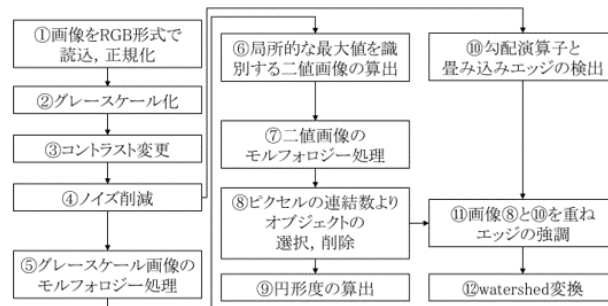 ①画像をRGB形式で
読込, 正規化
②グレースケール化
③コントラスト変更
④ノイズ削減
⑤グレースケール画像の
モルフォロジー処理
⑥局所的な最大値を識
別する二値画像の算出
⑦二値画像の
モルフォロジー処理
⑧ピクセルの連結数より
オブジェクトの
選択, 削除
⑨円形度の算出
⑩勾配演算子と
畳み込みエッジの検出
⑪画像⑧と⑩を重ね
エッジの強調
⑫watershed変換